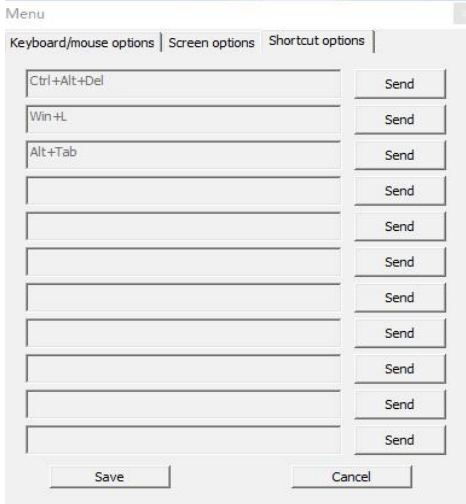 Menu
Keyboard/mouse options Screen options Shortcut options
Ctrl+Alt+Del Send
Win+L Send
Alt+Tab Send
Send
Send
Send
Send
Send
Send
Send
Send
Save Cancel